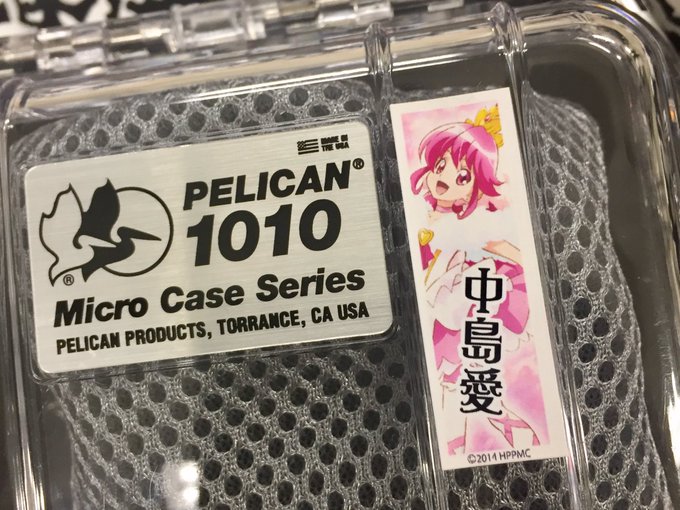 MADE IN
THE USA
PELICAN®
1010
®
Micro Case Series
PELICAN PRODUCTS, TORRANCE, CA USA
中島愛
©2014 HPPMC